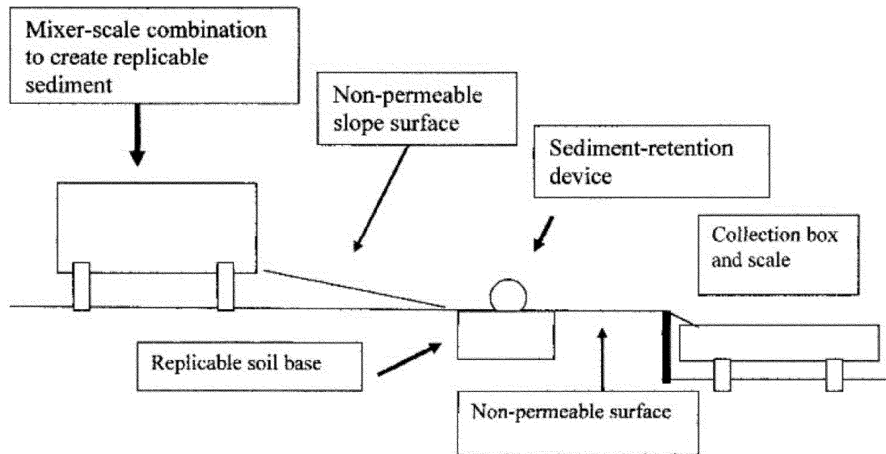 Mixer-scale combination
to create replicable
sediment
Non-permeable
slope surface
Sediment-retention
device
Collection box
and scale
Replicable soil base
Non-permeable surface